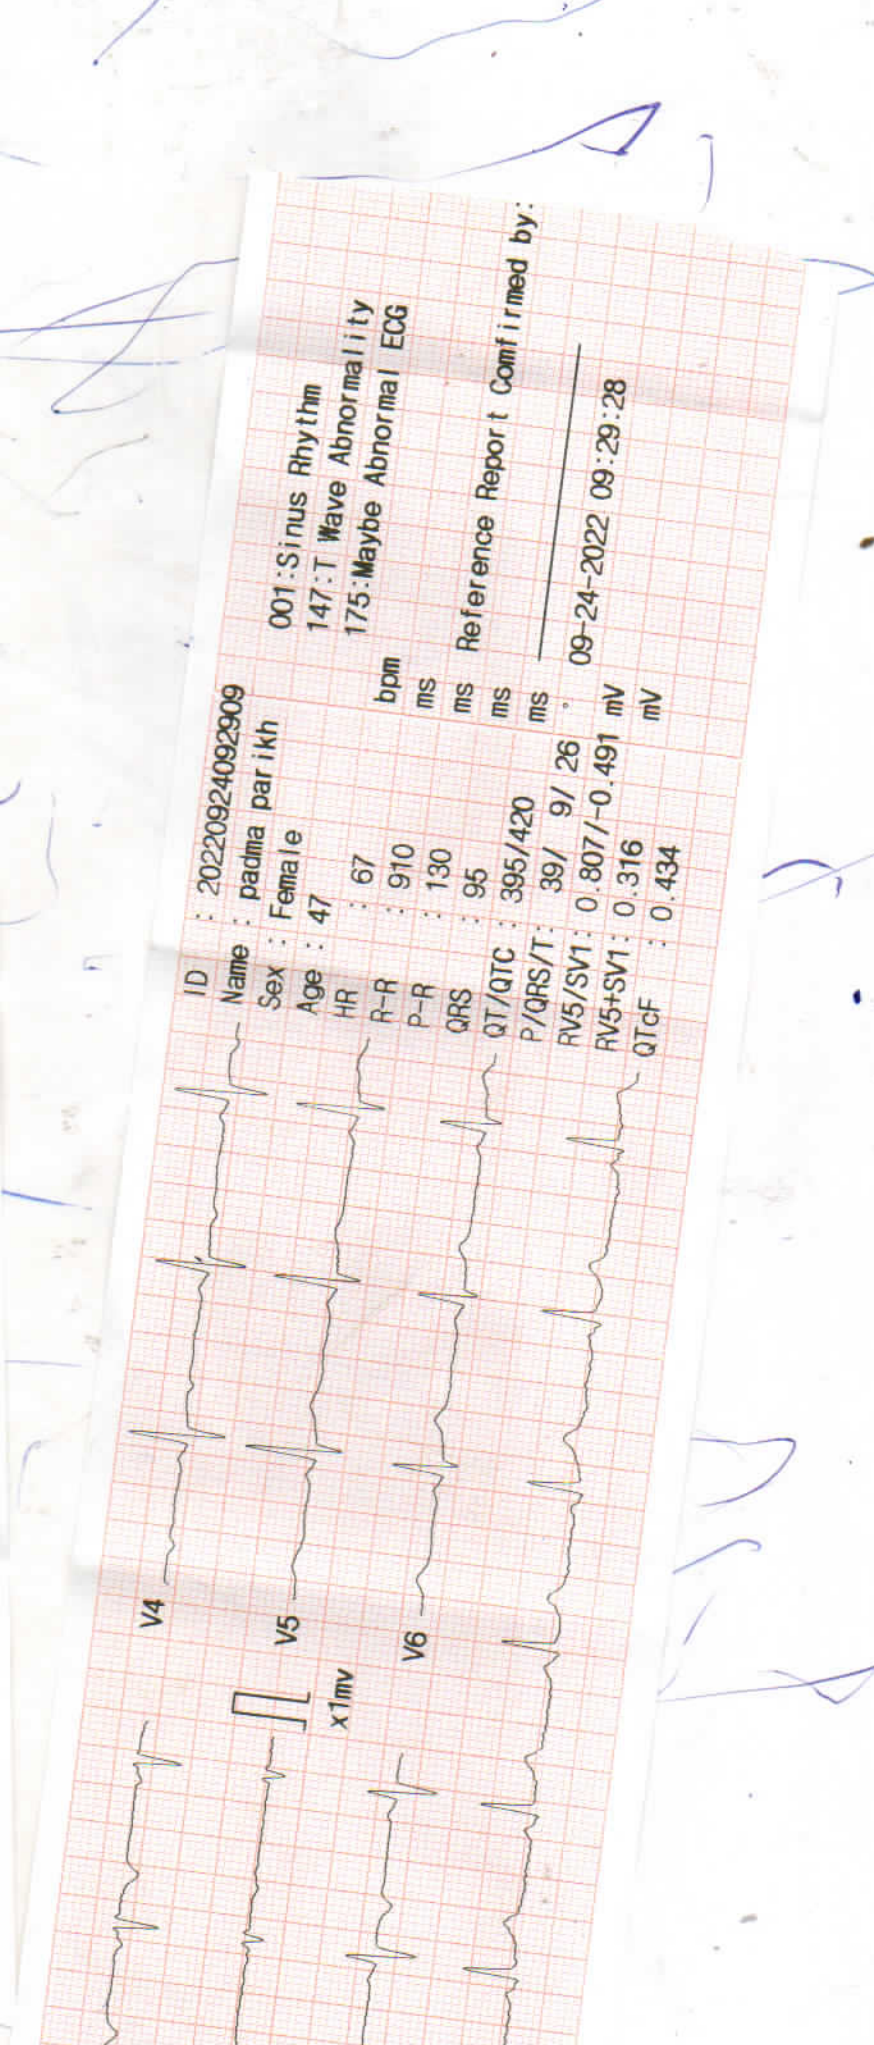 ID : 20220924092909
Name : padma parikh
Sex : Female
Age : 47
HR : 67 bpm
R-R : 910 ms
P-R : 130 ms
QRS : 95 ms
QT/QTC : 395/420 ms
P/QRS/T: 39/ 9/ 26 °
RV5/SV1: 0.807/-0.491 mV
RV5+SV1: 0.316 mV
QTcF : 0.434
001:Sinus Rhythm
147:T Wave Abnormality
175:Maybe Abnormal ECG
Reference Report Comfirmed by:
09-24-2022 09:29:28
V4
V5
x1mv
V6